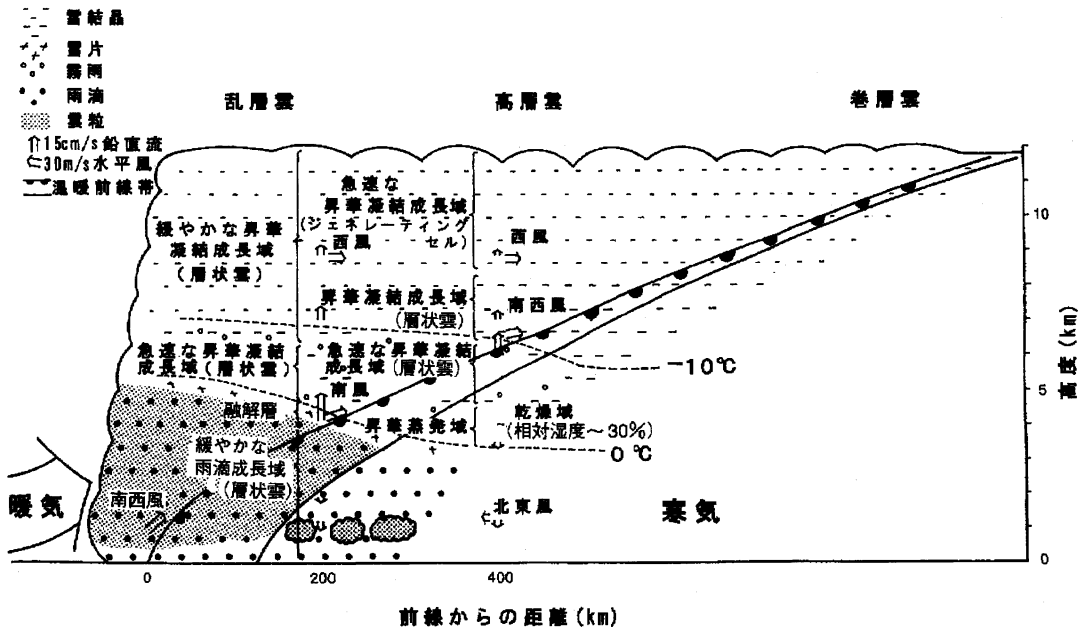 雪結晶
雪片
霧雨
雨滴
雲粒
15cm/s 鉛直流
30m/s 水平風
温暖前線帯
乱層雲
高層雲
巻層雲
緩やかな昇華
凝結成長域
(層状雲)
急速な
昇華凝結成長域
(ジェネレーティング
セル)
西風
西風
昇華凝結成長域
(層状雲)
南西風
急速な昇華凝結
成長域(層状雲)
急速な昇華凝結
成長域(層状雲)
−10℃
南風
融解層
昇華蒸発域
乾燥域
(相対湿度～30%)
0℃
緩やかな
雨滴成長域
(層状雲)
南西風
北東風
暖気
寒気
10
5
0
高度(km)
0
200
400
前線からの距離(km)